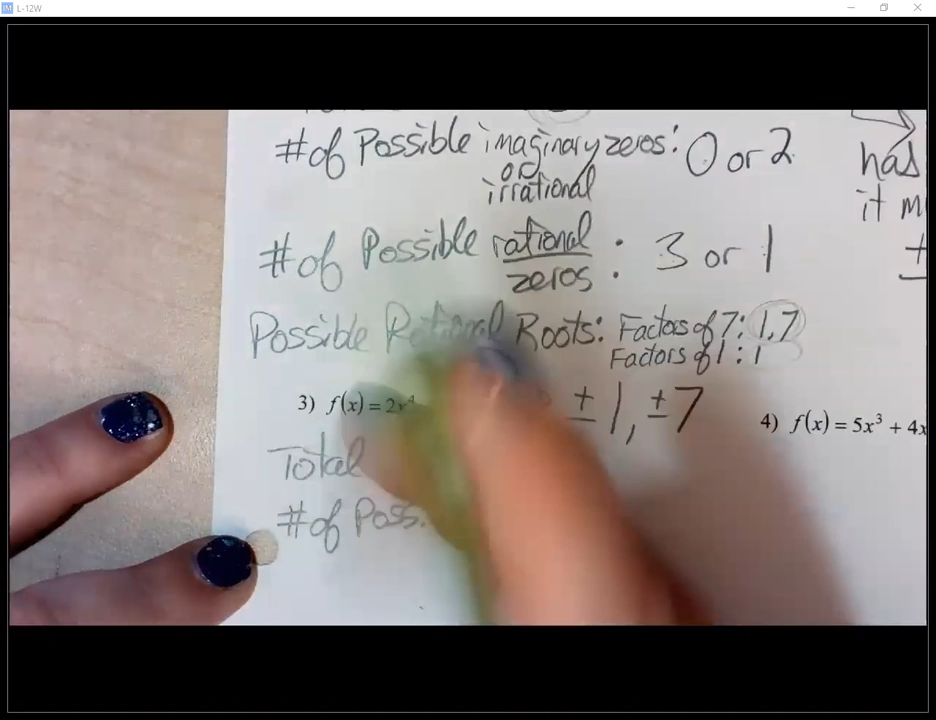 L-12W
# of Possible imaginary zeros: 0 or 2
or
irrational
has
it m
# of Possible rational zeros: 3 or 1
±
Possible Rational Roots: Factors of 7: 1,7
Factors of 1: 1
±1, ±7
3) f(x) = 2x⁴
4) f(x) = 5x³ + 4x
Total
# of Poss.